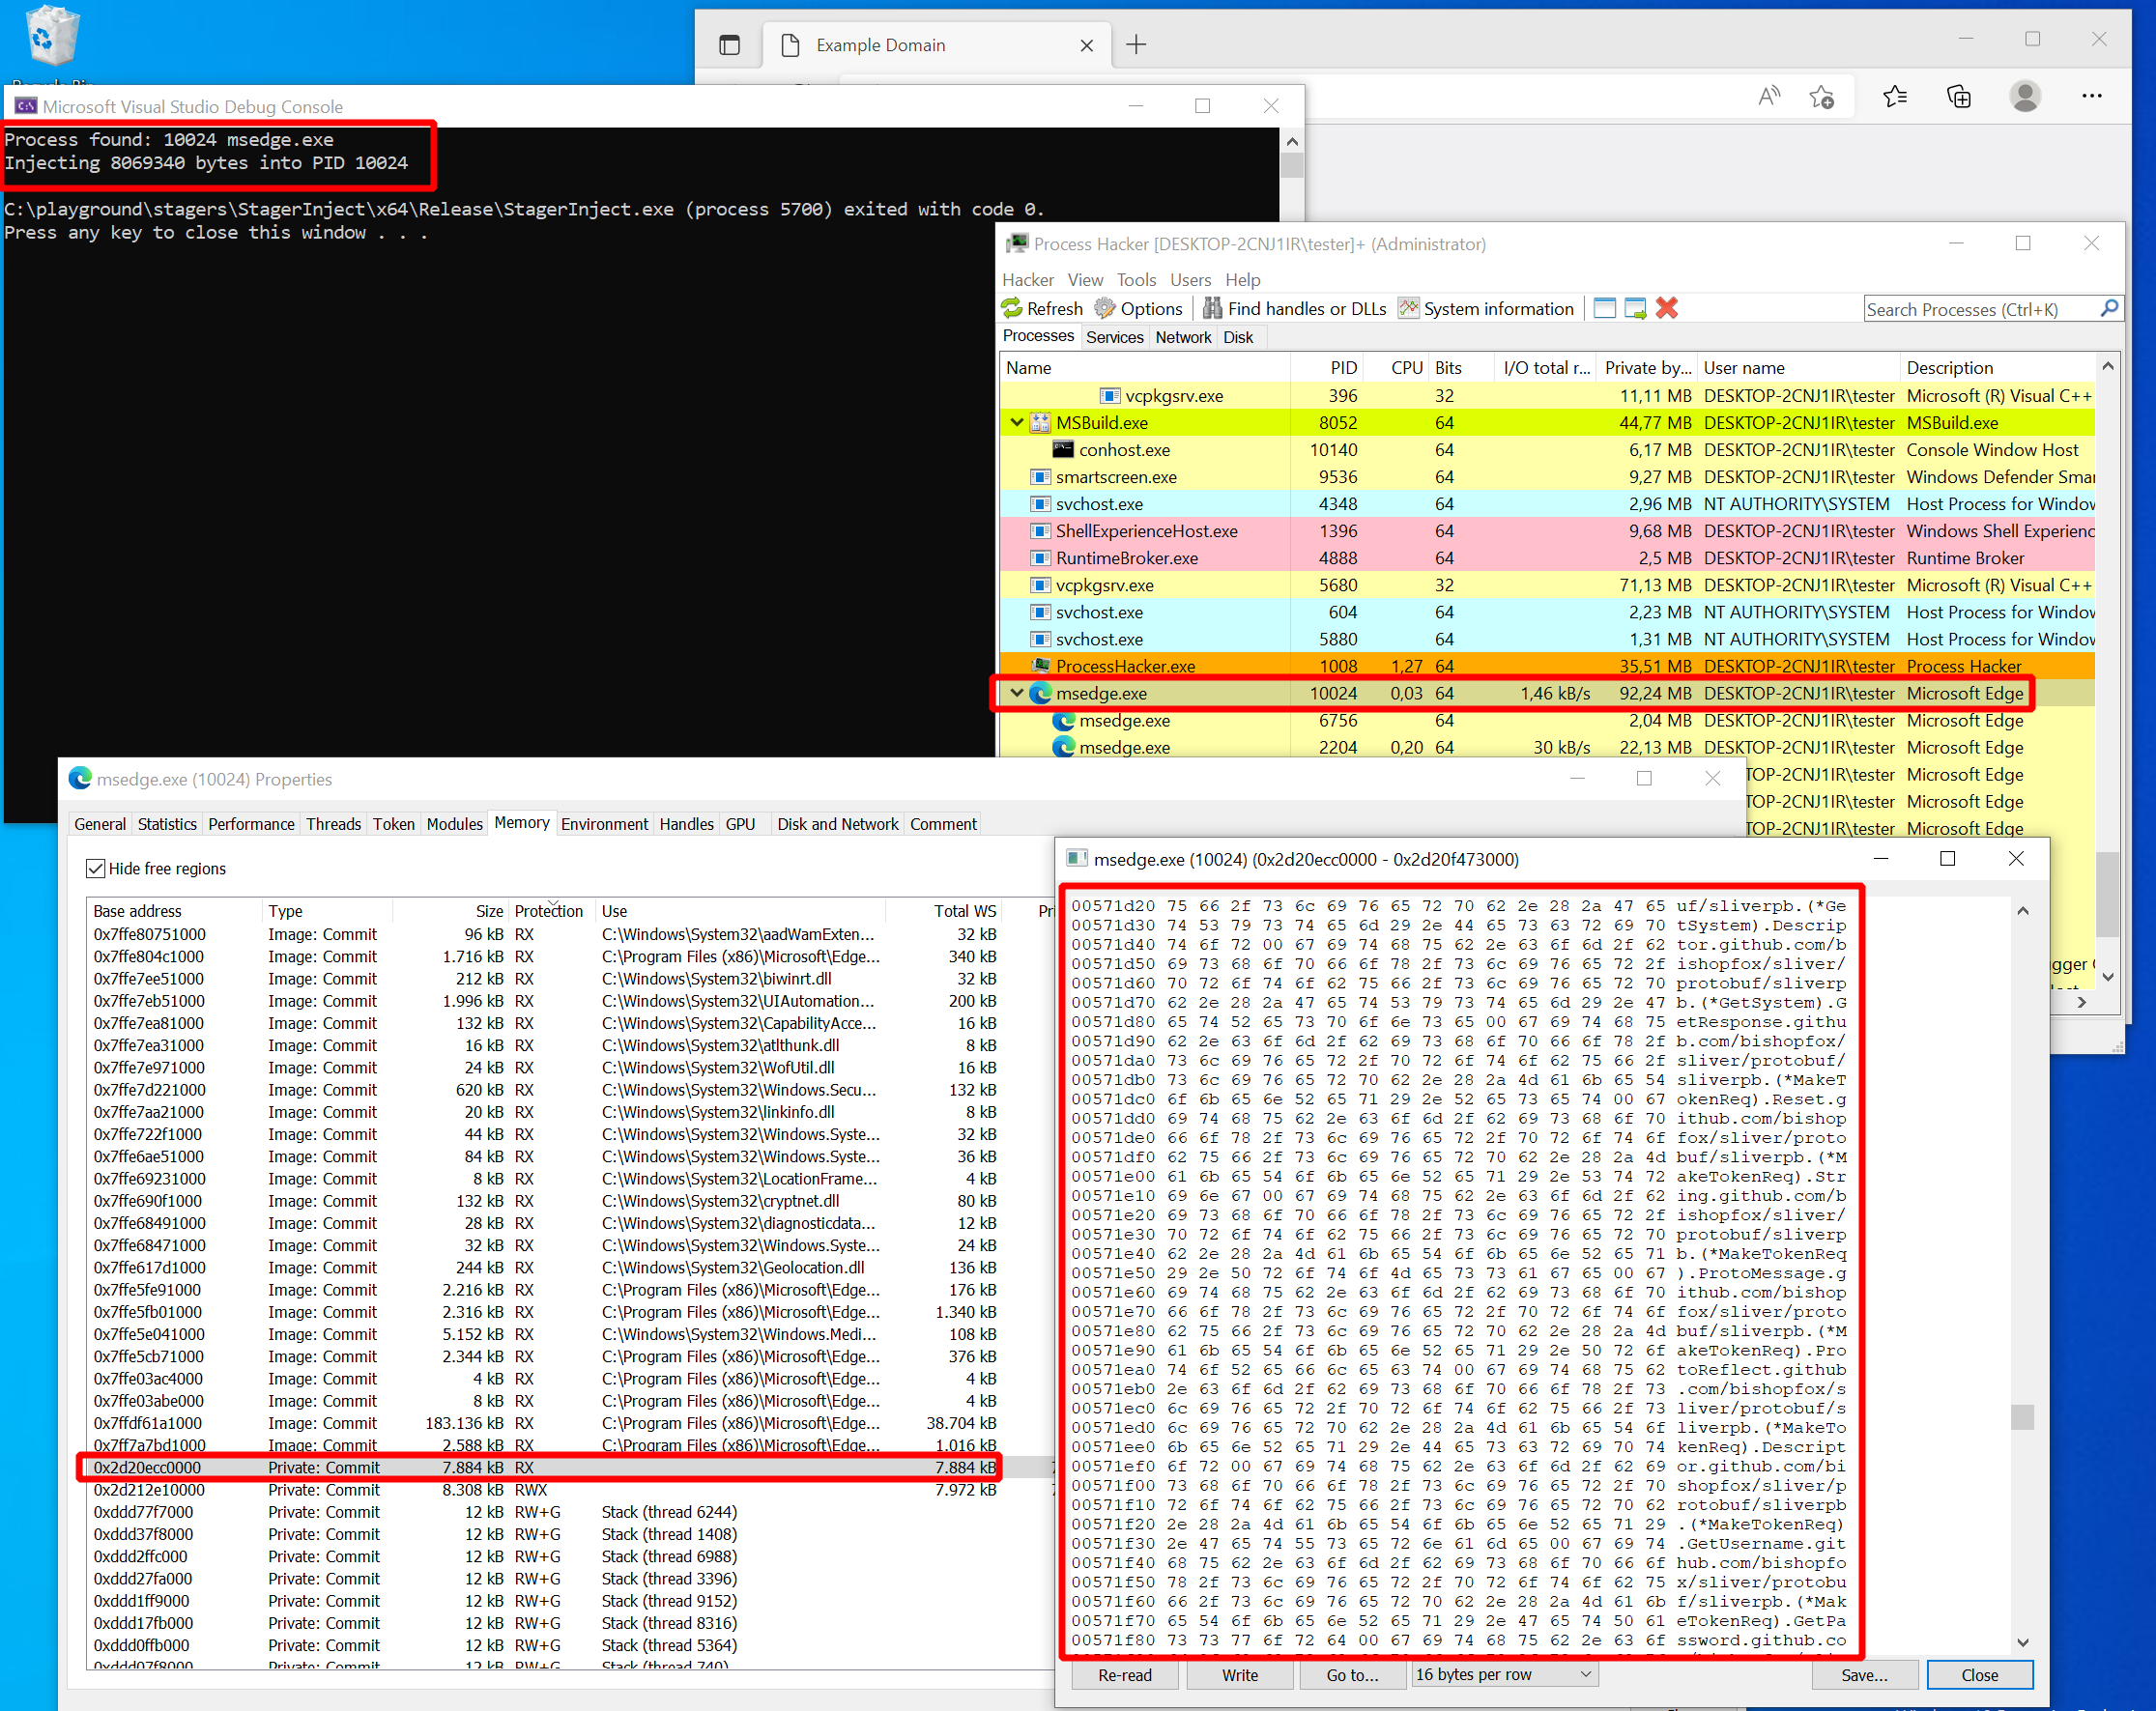 Example Domain
Microsoft Visual Studio Debug Console
Process found: 10024 msedge.exe
Injecting 8069340 bytes into PID 10024
C:\playground\stagers\StagerInject\x64\Release\StagerInject.exe (process 5700) exited with code 0.
Press any key to close this window . . .
Process Hacker [DESKTOP-2CNJ1IR\tester]+ (Administrator)
Hacker View Tools Users Help
Refresh Options Find handles or DLLs System information Search Processes (Ctrl+K)
Processes Services Network Disk
Name PID CPU Bits I/O total r... Private by... User name Description
vcpkgsrv.exe 396 32 11,11 MB DESKTOP-2CNJ1IR\tester Microsoft (R) Visual C++
MSBuild.exe 8052 64 44,77 MB DESKTOP-2CNJ1IR\tester MSBuild.exe
conhost.exe 10140 64 6,17 MB DESKTOP-2CNJ1IR\tester Console Window Host
smartscreen.exe 9536 64 9,27 MB DESKTOP-2CNJ1IR\tester Windows Defender Smar
svchost.exe 4348 64 2,96 MB NT AUTHORITY\SYSTEM Host Process for Window
ShellExperienceHost.exe 1396 64 9,68 MB DESKTOP-2CNJ1IR\tester Windows Shell Experienc
RuntimeBroker.exe 4888 64 2,5 MB DESKTOP-2CNJ1IR\tester Runtime Broker
vcpkgsrv.exe 5680 32 71,13 MB DESKTOP-2CNJ1IR\tester Microsoft (R) Visual C++
svchost.exe 604 64 2,23 MB NT AUTHORITY\SYSTEM Host Process for Window
svchost.exe 5880 64 1,31 MB NT AUTHORITY\SYSTEM Host Process for Window
ProcessHacker.exe 1008 1,27 64 35,51 MB DESKTOP-2CNJ1IR\tester Process Hacker
msedge.exe 10024 0,03 64 1,46 kB/s 92,24 MB DESKTOP-2CNJ1IR\tester Microsoft Edge
msedge.exe 6756 64 2,04 MB DESKTOP-2CNJ1IR\tester Microsoft Edge
msedge.exe 2204 0,20 64 30 kB/s 22,13 MB DESKTOP-2CNJ1IR\tester Microsoft Edge
TOP-2CNJ1IR\tester Microsoft Edge
TOP-2CNJ1IR\tester Microsoft Edge
TOP-2CNJ1IR\tester Microsoft Edge
msedge.exe (10024) Properties
General Statistics Performance Threads Token Modules Memory Environment Handles GPU Disk and Network Comment
Hide free regions
Base address Type Size Protection Use Total WS Pri
0x7ffe80751000 Image: Commit 96 kB RX C:\Windows\System32\aadWamExten... 32 kB
0x7ffe804c1000 Image: Commit 1.716 kB RX C:\Program Files (x86)\Microsoft\Edge... 340 kB
0x7ffe7ee51000 Image: Commit 212 kB RX C:\Windows\System32\biwinrt.dll 32 kB
0x7ffe7eb51000 Image: Commit 1.996 kB RX C:\Windows\System32\UIAutomation... 200 kB
0x7ffe7ea81000 Image: Commit 132 kB RX C:\Windows\System32\CapabilityAcce... 16 kB
0x7ffe7ea31000 Image: Commit 16 kB RX C:\Windows\System32\atlthunk.dll 8 kB
0x7ffe7e971000 Image: Commit 24 kB RX C:\Windows\System32\WofUtil.dll 16 kB
0x7ffe7d221000 Image: Commit 620 kB RX C:\Windows\System32\Windows.Secu... 132 kB
0x7ffe7aa21000 Image: Commit 20 kB RX C:\Windows\System32\linkinfo.dll 8 kB
0x7ffe722f1000 Image: Commit 44 kB RX C:\Windows\System32\Windows.Syste... 32 kB
0x7ffe6ae51000 Image: Commit 84 kB RX C:\Windows\System32\Windows.Syste... 36 kB
0x7ffe69231000 Image: Commit 8 kB RX C:\Windows\System32\LocationFrame... 4 kB
0x7ffe690f1000 Image: Commit 132 kB RX C:\Windows\System32\cryptnet.dll 80 kB
0x7ffe68491000 Image: Commit 28 kB RX C:\Windows\System32\diagnosticdata... 12 kB
0x7ffe68471000 Image: Commit 32 kB RX C:\Windows\System32\Windows.Syste... 24 kB
0x7ffe617d1000 Image: Commit 244 kB RX C:\Windows\System32\Geolocation.dll 136 kB
0x7ffe5fe91000 Image: Commit 2.216 kB RX C:\Program Files (x86)\Microsoft\Edge... 176 kB
0x7ffe5fb01000 Image: Commit 2.316 kB RX C:\Program Files (x86)\Microsoft\Edge... 1.340 kB
0x7ffe5e041000 Image: Commit 5.152 kB RX C:\Windows\System32\Windows.Medi... 108 kB
0x7ffe5cb71000 Image: Commit 2.344 kB RX C:\Program Files (x86)\Microsoft\Edge... 376 kB
0x7ffe03ac4000 Image: Commit 4 kB RX C:\Program Files (x86)\Microsoft\Edge... 4 kB
0x7ffe03abe000 Image: Commit 8 kB RX C:\Program Files (x86)\Microsoft\Edge... 4 kB
0x7ffdf61a1000 Image: Commit 183.136 kB RX C:\Program Files (x86)\Microsoft\Edge... 38.704 kB
0x7ff7a7bd1000 Image: Commit 2.588 kB RX C:\Program Files (x86)\Microsoft\Edge... 1.016 kB
0x2d20ecc0000 Private: Commit 7.884 kB RX 7.884 kB
0x2d212e10000 Private: Commit 8.308 kB RWX 7.972 kB
0xddd77f7000 Private: Commit 12 kB RW+G Stack (thread 6244)
0xddd37f8000 Private: Commit 12 kB RW+G Stack (thread 1408)
0xddd2ffc000 Private: Commit 12 kB RW+G Stack (thread 6988)
0xddd27fa000 Private: Commit 12 kB RW+G Stack (thread 3396)
0xddd1ff9000 Private: Commit 12 kB RW+G Stack (thread 9152)
0xddd17fb000 Private: Commit 12 kB RW+G Stack (thread 8316)
0xddd0ffb000 Private: Commit 12 kB RW+G Stack (thread 5364)
0xddd07f8000 Private: Commit 12 kB RW+G Stack (thread 740)
msedge.exe (10024) (0x2d20ecc0000 - 0x2d20f473000)
00571d20 75 66 2f 73 6c 69 76 65 72 70 62 2e 28 2a 47 65 uf/sliverpb.(*Ge
00571d30 74 53 79 73 74 65 6d 29 2e 44 65 73 63 72 69 70 tSystem).Descrip
00571d40 74 6f 72 00 67 69 74 68 75 62 2e 63 6f 6d 2f 62 tor.github.com/b
00571d50 69 73 68 6f 70 66 6f 78 2f 73 6c 69 76 65 72 2f ishopfox/sliver/
00571d60 70 72 6f 74 6f 62 75 66 2f 73 6c 69 76 65 72 70 protobuf/sliverp
00571d70 62 2e 28 2a 47 65 74 53 79 73 74 65 6d 29 2e 47 b.(*GetSystem).G
00571d80 65 74 52 65 73 70 6f 6e 73 65 00 67 69 74 68 75 etResponse.githu
00571d90 62 2e 63 6f 6d 2f 62 69 73 68 6f 70 66 6f 78 2f b.com/bishopfox/
00571da0 73 6c 69 76 65 72 2f 70 72 6f 74 6f 62 75 66 2f sliver/protobuf/
00571db0 73 6c 69 76 65 72 70 62 2e 28 2a 4d 61 6b 65 54 sliverpb.(*MakeT
00571dc0 6f 6b 65 6e 52 65 71 29 2e 52 65 73 65 74 00 67 okenReq).Reset.g
00571dd0 69 74 68 75 62 2e 63 6f 6d 2f 62 69 73 68 6f 70 ithub.com/bishop
00571de0 66 6f 78 2f 73 6c 69 76 65 72 2f 70 72 6f 74 6f fox/sliver/proto
00571df0 62 75 66 2f 73 6c 69 76 65 72 70 62 2e 28 2a 4d buf/sliverpb.(*M
00571e00 61 6b 65 54 6f 6b 65 6e 52 65 71 29 2e 53 74 72 akeTokenReq).Str
00571e10 69 6e 67 00 67 69 74 68 75 62 2e 63 6f 6d 2f 62 ing.github.com/b
00571e20 69 73 68 6f 70 66 6f 78 2f 73 6c 69 76 65 72 2f ishopfox/sliver/
00571e30 70 72 6f 74 6f 62 75 66 2f 73 6c 69 76 65 72 70 protobuf/sliverp
00571e40 62 2e 28 2a 4d 61 6b 65 54 6f 6b 65 6e 52 65 71 b.(*MakeTokenReq
00571e50 29 2e 50 72 6f 74 6f 4d 65 73 73 61 67 65 00 67 ).ProtoMessage.g
00571e60 69 74 68 75 62 2e 63 6f 6d 2f 62 69 73 68 6f 70 ithub.com/bishop
00571e70 66 6f 78 2f 73 6c 69 76 65 72 2f 70 72 6f 74 6f fox/sliver/proto
00571e80 62 75 66 2f 73 6c 69 76 65 72 70 62 2e 28 2a 4d buf/sliverpb.(*M
00571e90 61 6b 65 54 6f 6b 65 6e 52 65 71 29 2e 50 72 6f akeTokenReq).Pro
00571ea0 74 6f 52 65 66 6c 65 63 74 00 67 69 74 68 75 62 toReflect.github
00571eb0 2e 63 6f 6d 2f 62 69 73 68 6f 70 66 6f 78 2f 73 .com/bishopfox/s
00571ec0 6c 69 76 65 72 2f 70 72 6f 74 6f 62 75 66 2f 73 liver/protobuf/s
00571ed0 6c 69 76 65 72 70 62 2e 28 2a 4d 61 6b 65 54 6f liverpb.(*MakeTo
00571ee0 6b 65 6e 52 65 71 29 2e 44 65 73 63 72 69 70 74 kenReq).Descript
00571ef0 6f 72 00 67 69 74 68 75 62 2e 63 6f 6d 2f 62 69 or.github.com/bi
00571f00 73 68 6f 70 66 6f 78 2f 73 6c 69 76 65 72 2f 70 shopfox/sliver/p
00571f10 72 6f 74 6f 62 75 66 2f 73 6c 69 76 65 72 70 62 rotobuf/sliverpb
00571f20 2e 28 2a 4d 61 6b 65 54 6f 6b 65 6e 52 65 71 29 .(*MakeTokenReq)
00571f30 2e 47 65 74 55 73 65 72 6e 61 6d 65 00 67 69 74 .GetUsername.git
00571f40 68 75 62 2e 63 6f 6d 2f 62 69 73 68 6f 70 66 6f hub.com/bishopfo
00571f50 78 2f 73 6c 69 76 65 72 2f 70 72 6f 74 6f 62 75 x/sliver/protobu
00571f60 66 2f 73 6c 69 76 65 72 70 62 2e 28 2a 4d 61 6b f/sliverpb.(*Mak
00571f70 65 54 6f 6b 65 6e 52 65 71 29 2e 47 65 74 50 61 eTokenReq).GetPa
00571f80 73 73 77 6f 72 64 00 67 69 74 68 75 62 2e 63 6f ssword.github.co
Re-read Write Go to... 16 bytes per row Save... Close